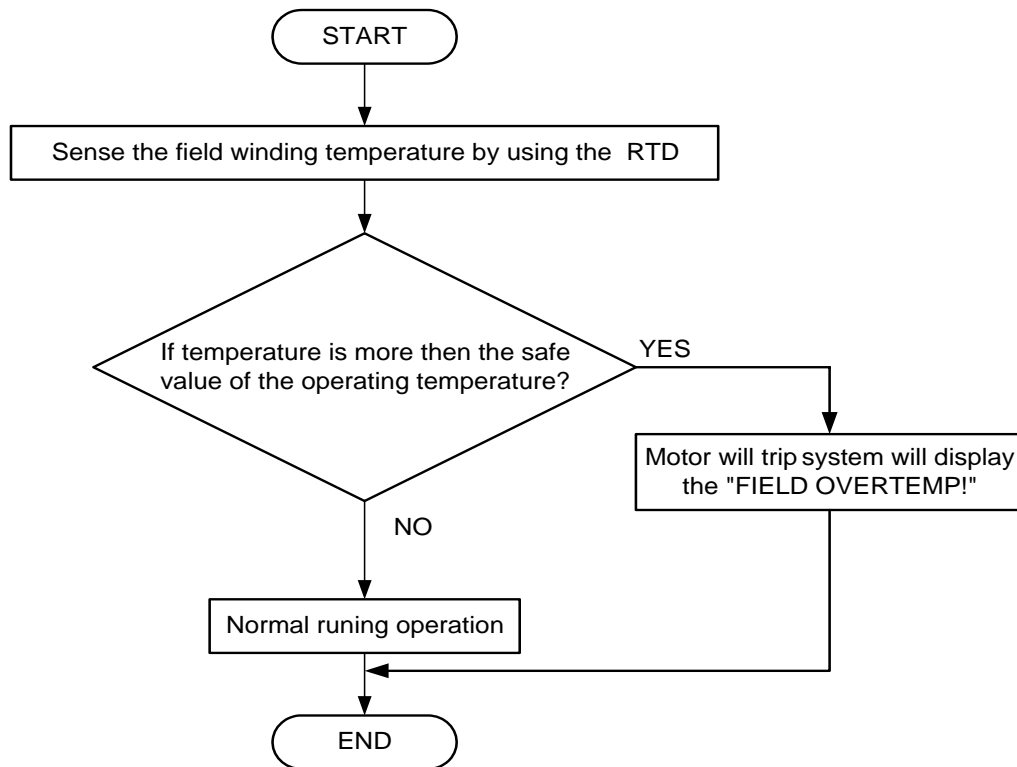 START
Sense the field winding temperature by using the RTD
If temperature is more then the safe
value of the operating temperature?
YES
Motor will trip system will display
the "FIELD OVERTEMP!"
NO
Normal runing operation
END